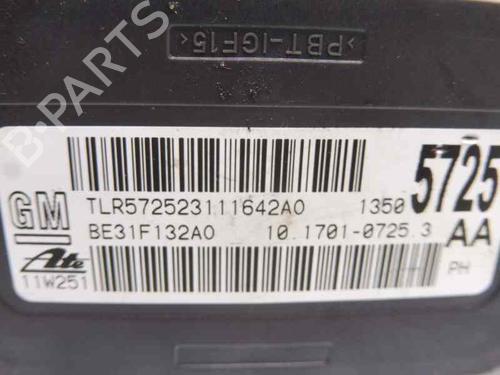 >PBT-IGF15<
B-PARTS
GM
TLR572523111642A0 1350 5725
BE31F132A0 10.1701-0725.3 AA
Ate
11W251 PH